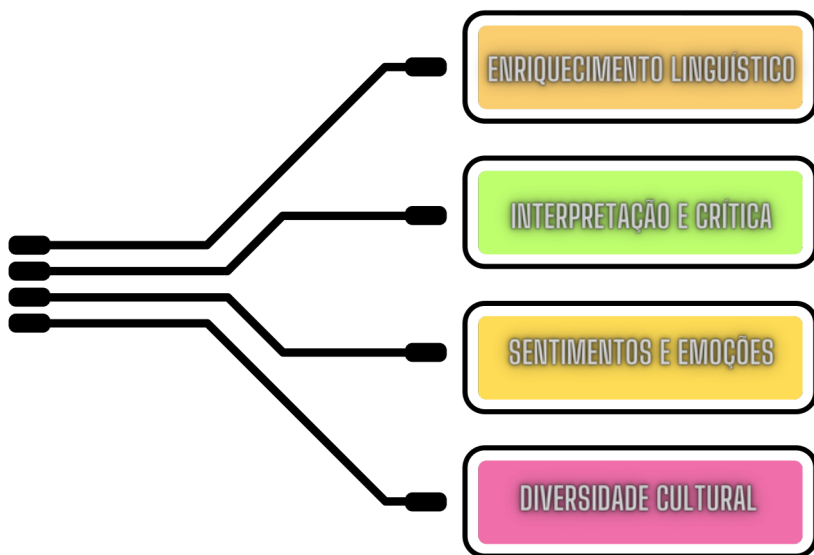 ENRIQUECIMENTO LINGUÍSTICO
INTERPRETAÇÃO E CRÍTICA
SENTIMENTOS E EMOÇÕES
DIVERSIDADE CULTURAL